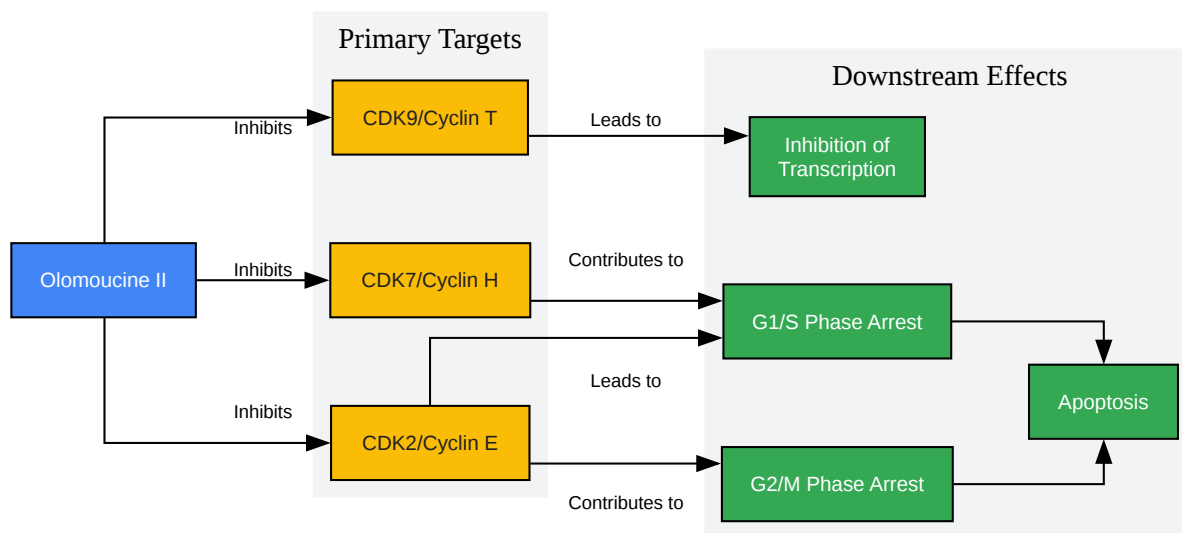 Primary Targets
Downstream Effects
CDK9/Cyclin T
Inhibits
Leads to
Inhibition of
Transcription
Olomoucine II
Inhibits
CDK7/Cyclin H
Contributes to
G1/S Phase Arrest
Leads to
Apoptosis
Inhibits
CDK2/Cyclin E
Contributes to
G2/M Phase Arrest